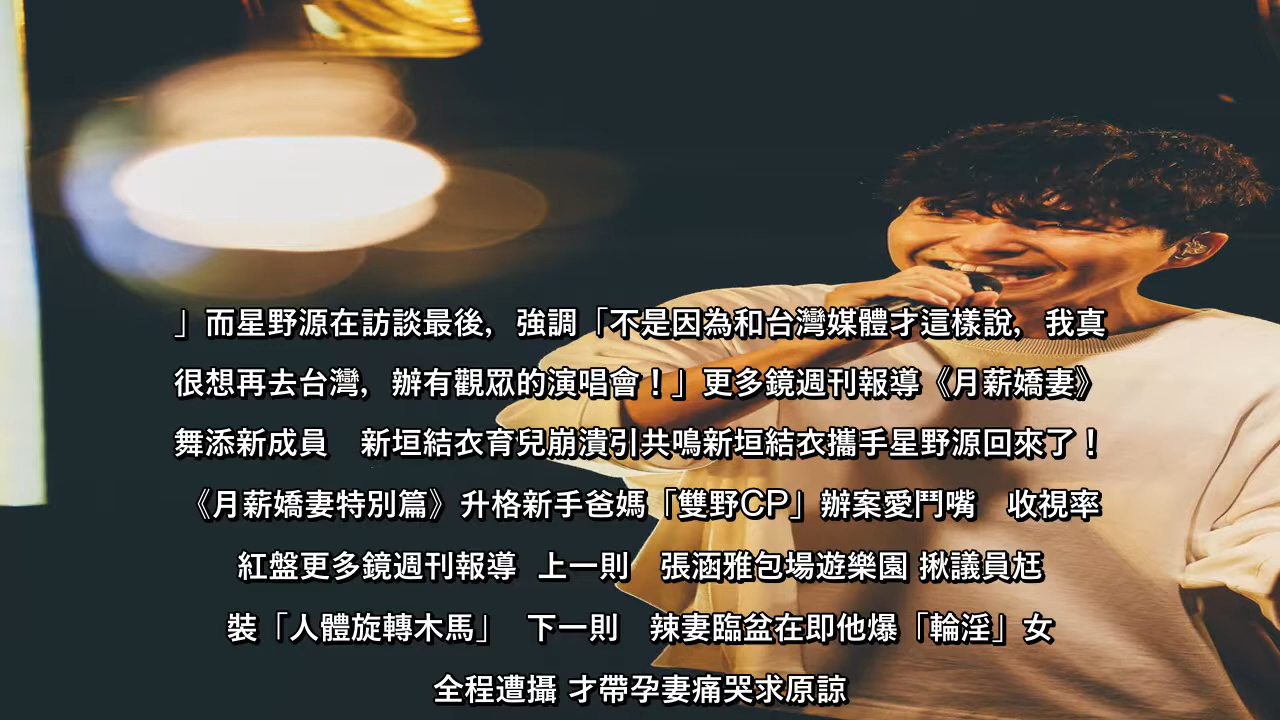 」而星野源在訪談最後，強調「不是因為和台灣媒體才這樣說，我真
很想再去台灣，辦有觀眾的演唱會！」更多鏡週刊報導《月薪嬌妻》
舞添新成員　新垣結衣育兒崩潰引共鳴新垣結衣攜手星野源回來了！
《月薪嬌妻特別篇》升格新手爸媽「雙野CP」辦案愛鬥嘴　收視率
紅盤更多鏡週刊報導 上一則　張涵雅包場遊樂園 揪議員尪
裝「人體旋轉木馬」 下一則　辣妻臨盆在即他爆「輪淫」女
全程遭攝 才帶孕妻痛哭求原諒